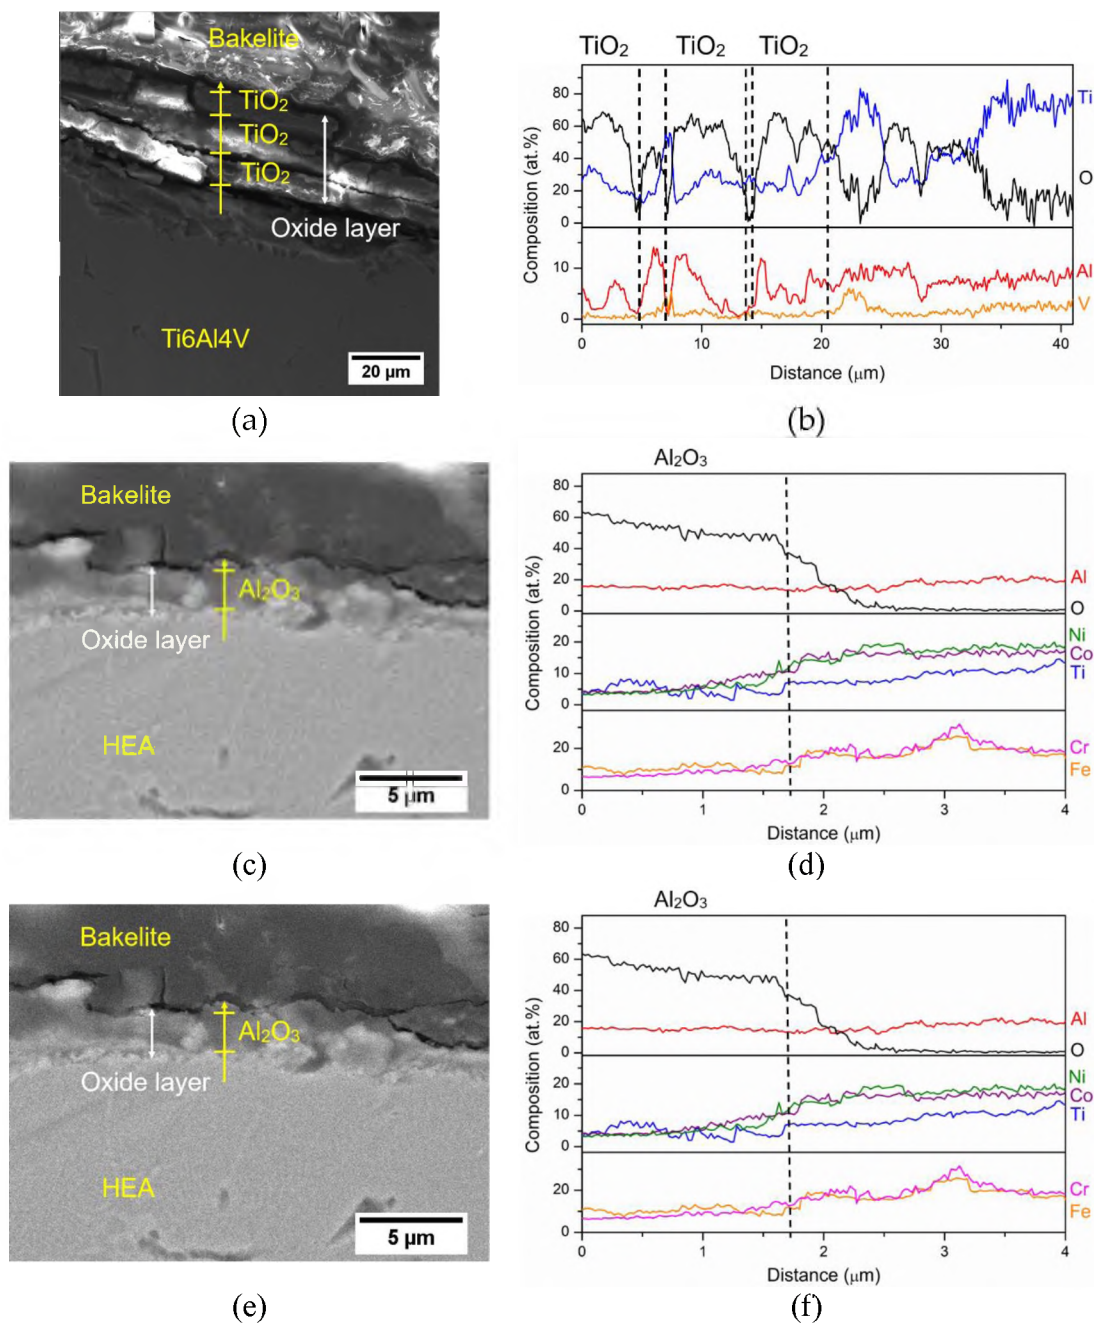 Bakelite
TiO₂
TiO₂
TiO₂
Oxide layer
Ti6Al4V
20 µm
(a)
TiO₂ TiO₂ TiO₂
Composition (at.%)
80
60
40
20
0
10
0
Ti
O
Al
V
0 10 20 30 40
Distance (µm)
(b)
Bakelite
Al₂O₃
Oxide layer
HEA
5 µm
(c)
Al₂O₃
Composition (at.%)
80
60
40
20
0
20
10
0
20
0
Al
O
Ni
Co
Ti
Cr
Fe
0 1 2 3 4
Distance (µm)
(d)
Bakelite
Al₂O₃
Oxide layer
HEA
5 µm
(e)
Al₂O₃
Composition (at.%)
80
60
40
20
0
20
10
0
20
0
Al
O
Ni
Co
Ti
Cr
Fe
0 1 2 3 4
Distance (µm)
(f)